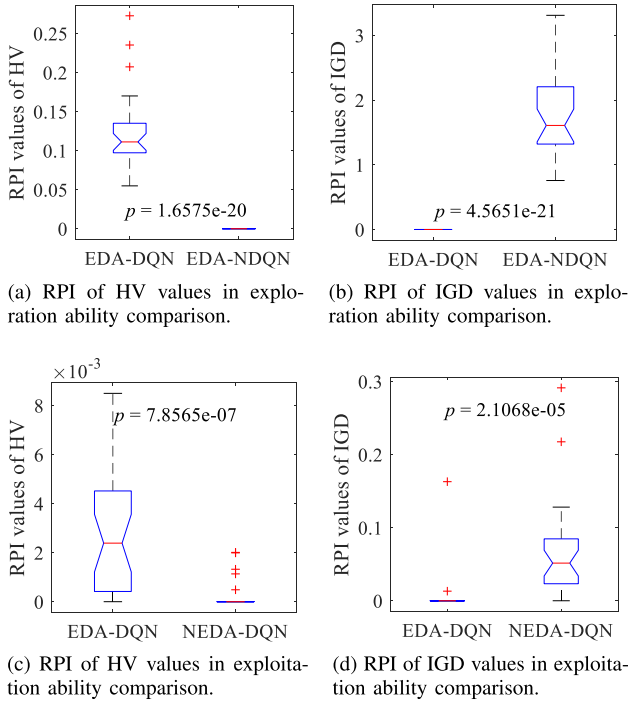 RPI values of HV
0.25
0.2
0.15
0.1
0.05
0
p = 1.6575e-20
EDA-DQN EDA-NDQN
(a) RPI of HV values in explo-
ration ability comparison.
RPI values of IGD
3
2
1
0
p = 4.5651e-21
EDA-DQN EDA-NDQN
(b) RPI of IGD values in explo-
ration ability comparison.
×10⁻³
RPI values of HV
8
6
4
2
0
p = 7.8565e-07
EDA-DQN NEDA-DQN
(c) RPI of HV values in exploita-
tion ability comparison.
RPI values of IGD
0.3
0.2
0.1
0
p = 2.1068e-05
EDA-DQN NEDA-DQN
(d) RPI of IGD values in exploita-
tion ability comparison.